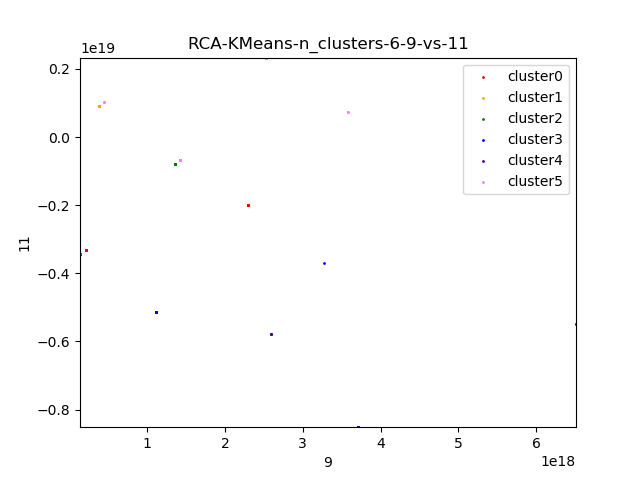 RCA-KMeans-n_clusters-6-9-vs-11
1e19
0.2
0.0
−0.2
−0.4
−0.6
−0.8
11
cluster0
cluster1
cluster2
cluster3
cluster4
cluster5
1 2 3 4 5 6
9
1e18